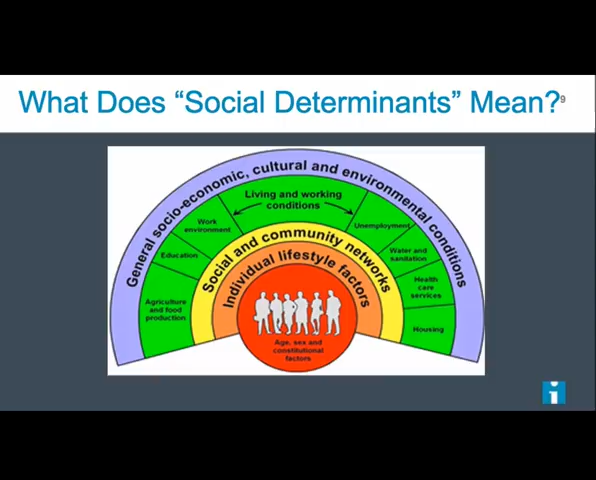 What Does “Social Determinants” Mean?9
General socio-economic, cultural and environmental conditions
Living and working
conditions
Work
environment
Unemployment
Education
Water and
sanitation
Agriculture
and food
production
Health
care
services
Housing
Social and community networks
Individual lifestyle factors
Age, sex and
constitutional
factors
i